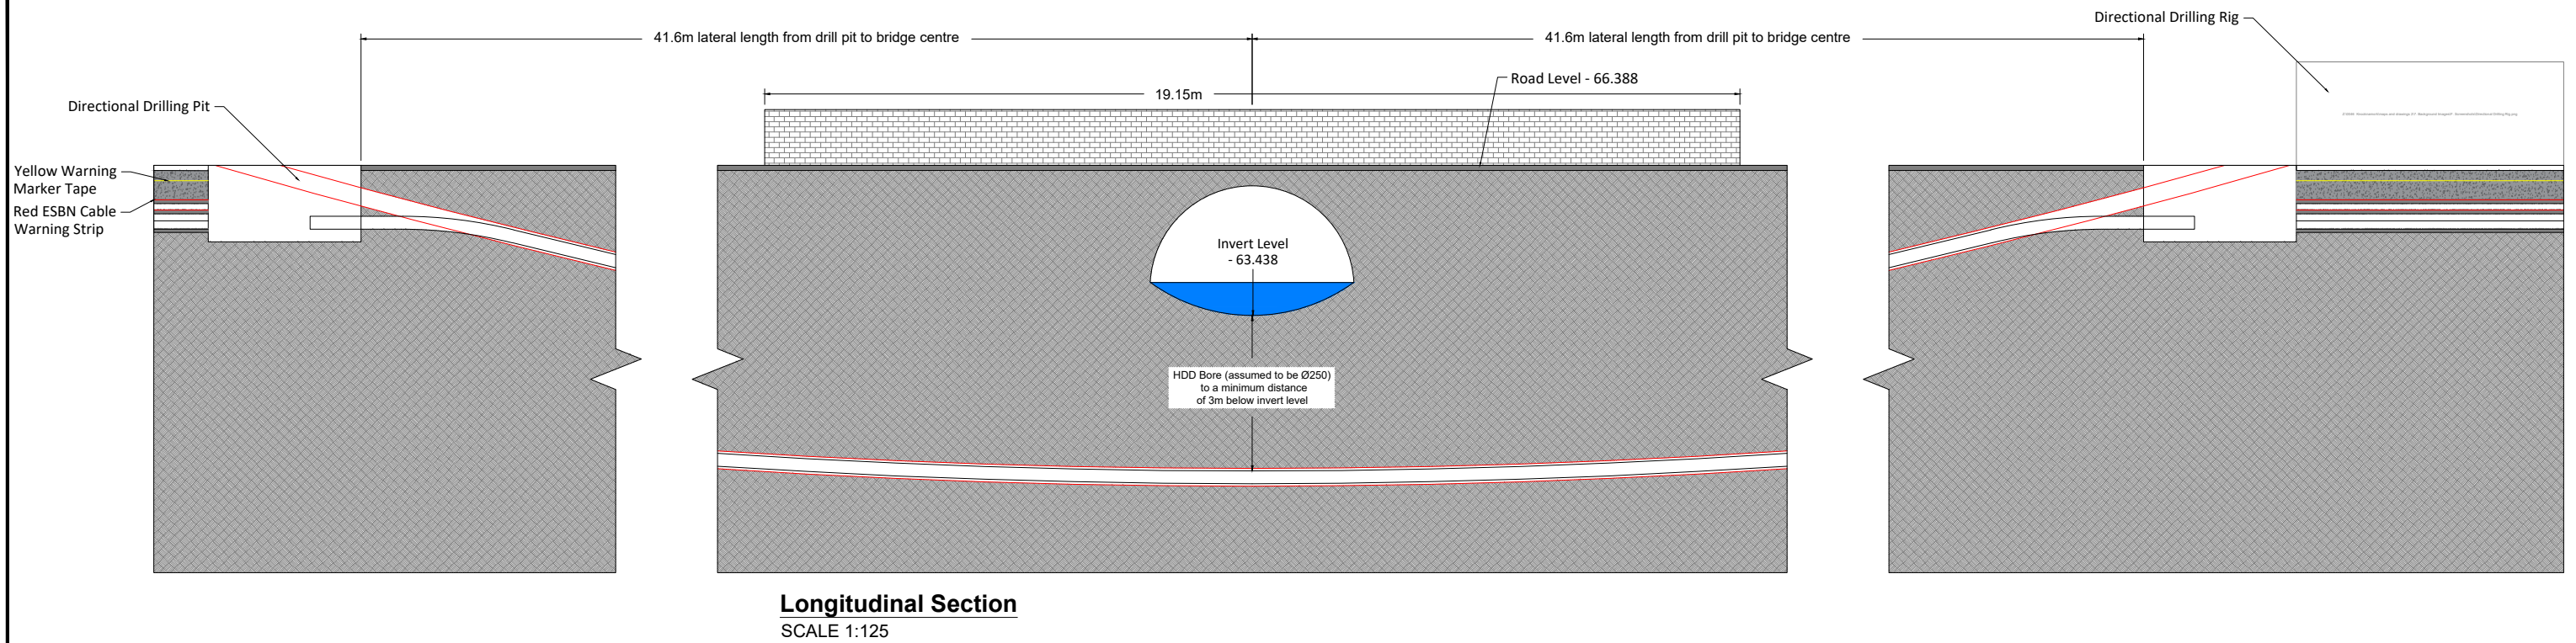 Directional Drilling Rig
41.6m lateral length from drill pit to bridge centre
41.6m lateral length from drill pit to bridge centre
Road Level - 66.388
19.15m
Directional Drilling Pit
Yellow Warning
Marker Tape
Red ESBN Cable
Warning Strip
Invert Level
- 63.438
HDD Bore (assumed to be Ø250)
to a minimum distance
of 3m below invert level
Longitudinal Section
SCALE 1:125